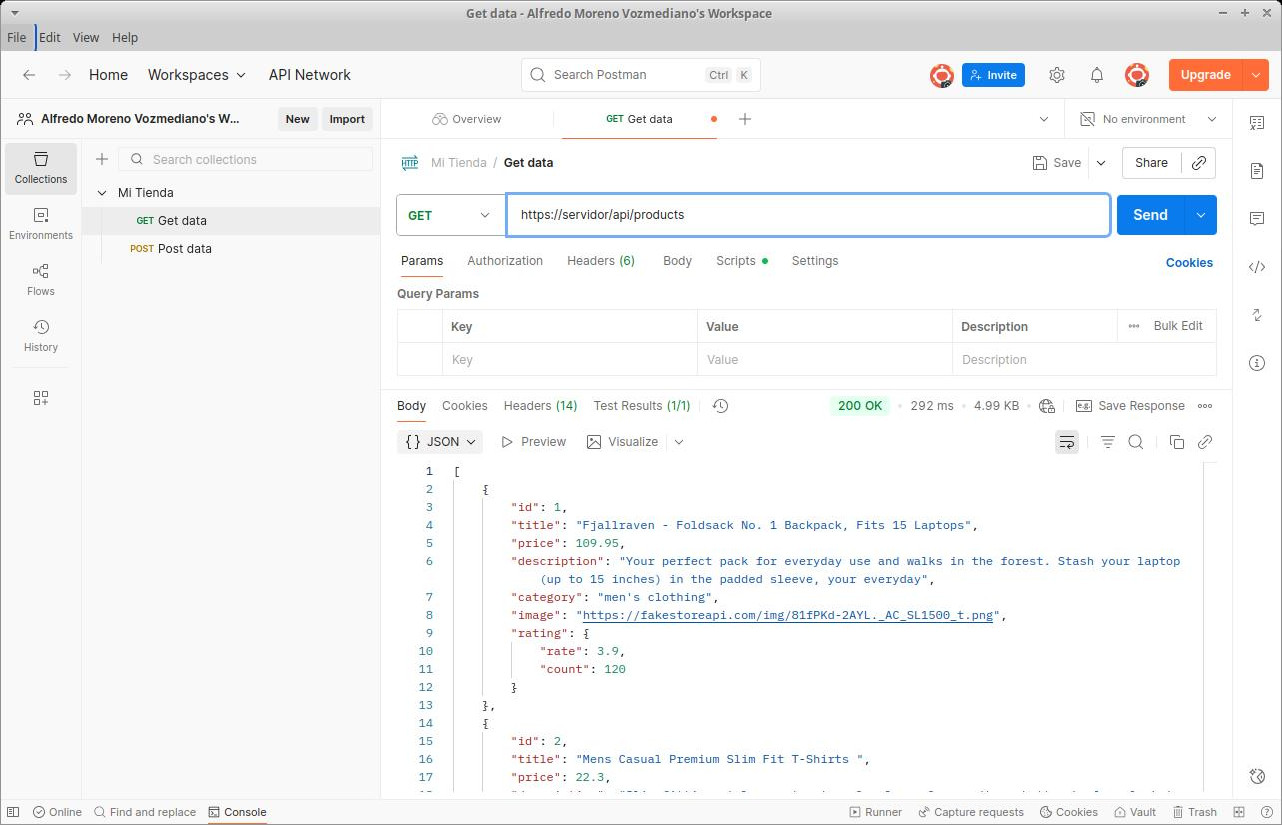 Get data - Alfredo Moreno Vozmediano's Workspace
File Edit View Help
Home Workspaces API Network Search Postman Ctrl K Invite Upgrade
Alfredo Moreno Vozmediano's W... New Import Overview GET Get data No environment
Collections
Environments
Flows
History
Search collections
Mi Tienda
GET Get data
POST Post data
HTTP Mi Tienda / Get data Save Share
GET https://servidor/api/products Send
Params Authorization Headers (6) Body Scripts Settings Cookies
Query Params
Key Value Description Bulk Edit
Key Value Description
Body Cookies Headers (14) Test Results (1/1) 200 OK 292 ms 4.99 KB e.g. Save Response
{} JSON Preview Visualize
1 [
2 {
3 "id": 1,
4 "title": "Fjallraven - Foldsack No. 1 Backpack, Fits 15 Laptops",
5 "price": 109.95,
6 "description": "Your perfect pack for everyday use and walks in the forest. Stash your laptop
(up to 15 inches) in the padded sleeve, your everyday",
7 "category": "men's clothing",
8 "image": "https://fakestoreapi.com/img/81fPKd-2AYL._AC_SL1500_t.png",
9 "rating": {
10 "rate": 3.9,
11 "count": 120
12 }
13 },
14 {
15 "id": 2,
16 "title": "Mens Casual Premium Slim Fit T-Shirts ",
17 "price": 22.3,
Online Find and replace Console Runner Capture requests Cookies Vault Trash